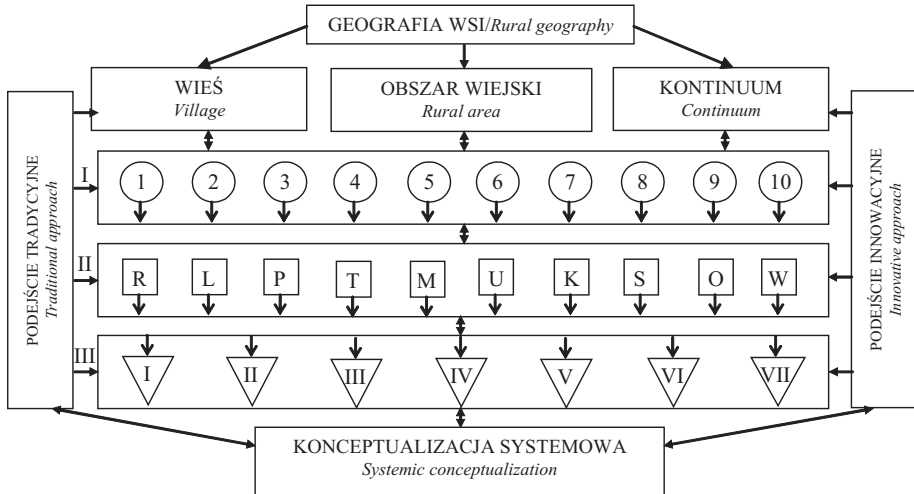 GEOGRAFIA WSI/Rural geography
WIEŚ
Village
OBSZAR WIEJSKI
Rural area
KONTINUUM
Continuum
PODEJŚCIE TRADYCYJNE
Traditional approach
PODEJŚCIE INNOWACYJNE
Innovative approach
I
1 2 3 4 5 6 7 8 9 10
II
R L P T M U K S O W
III
I II III IV V VI VII
KONCEPTUALIZACJA SYSTEMOWA
Systemic conceptualization